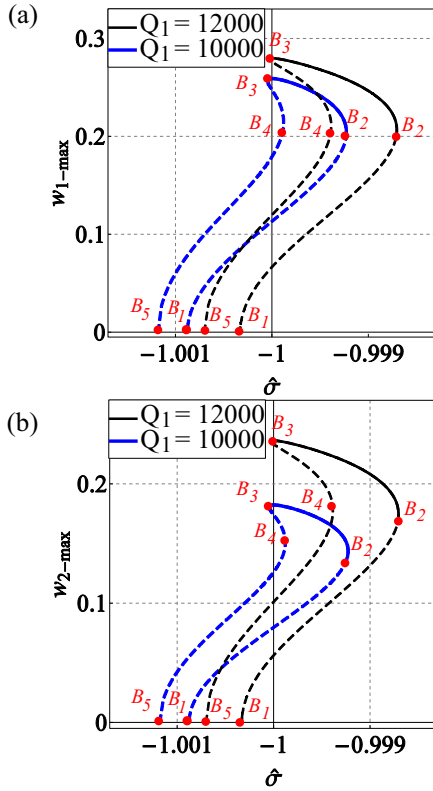 (a)
Q₁ = 12000
Q₁ = 10000
B₃
B₃
B₄
B₄
B₂
B₂
B₅
B₁
B₅
B₁
0.3
0.2
0.1
0
w₁₋max
−1.001
−1
−0.999
σ̂
(b)
Q₁ = 12000
Q₁ = 10000
B₃
B₃
B₄
B₄
B₂
B₂
B₅
B₁
B₅
B₁
0.2
0.1
0
w₂₋max
−1.001
−1
−0.999
σ̂